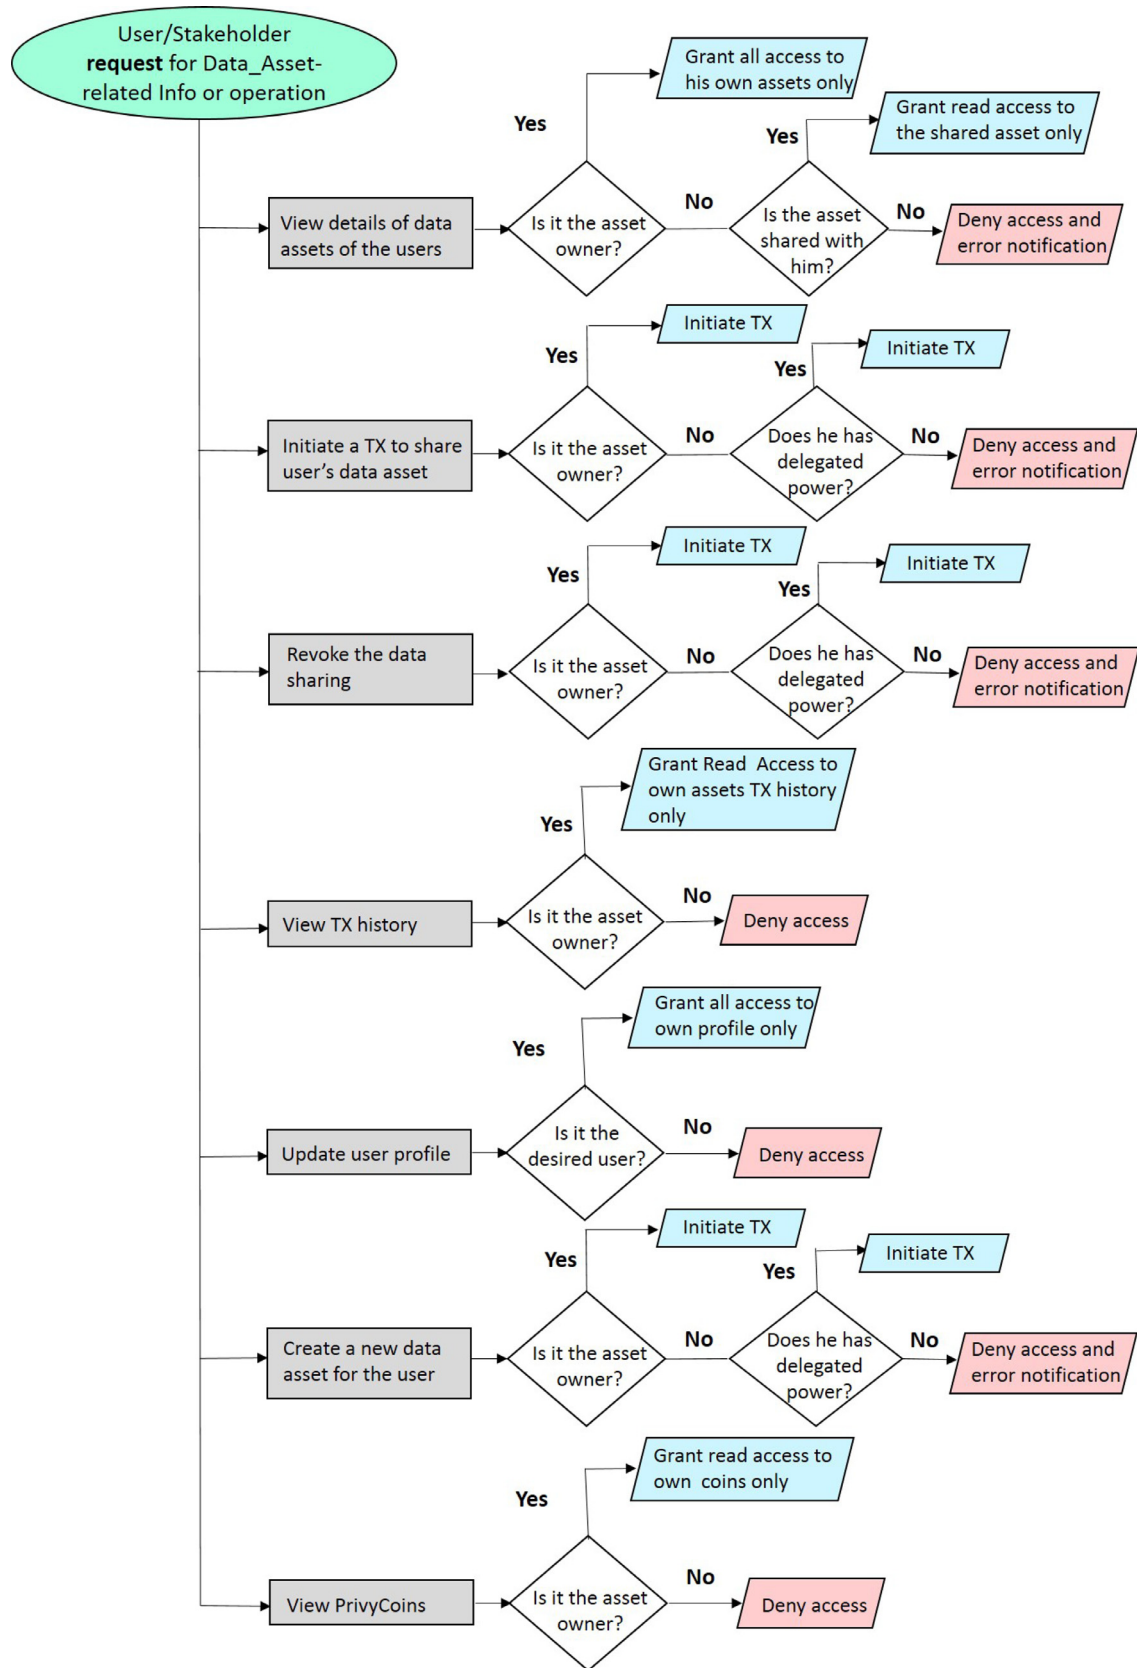 User/Stakeholder
request for Data_Asset-
related Info or operation
Grant all access to
his own assets only
Grant read access to
the shared asset only
Yes
Yes
View details of data
assets of the users
Is it the asset
owner?
No
Is the asset
shared with
him?
No
Deny access and
error notification
Initiate TX
Initiate TX
Yes
Yes
Initiate a TX to share
user's data asset
Is it the asset
owner?
No
Does he has
delegated
power?
No
Deny access and
error notification
Initiate TX
Initiate TX
Yes
Yes
Revoke the data
sharing
Is it the asset
owner?
No
Does he has
delegated
power?
No
Deny access and
error notification
Grant Read Access to
own assets TX history
only
Yes
View TX history
Is it the asset
owner?
No
Deny access
Grant all access to
own profile only
Yes
Update user profile
Is it the
desired user?
No
Deny access
Initiate TX
Initiate TX
Yes
Yes
Create a new data
asset for the user
Is it the asset
owner?
No
Does he has
delegated
power?
No
Deny access and
error notification
Grant read access to
own coins only
Yes
View PrivyCoins
Is it the asset
owner?
No
Deny access